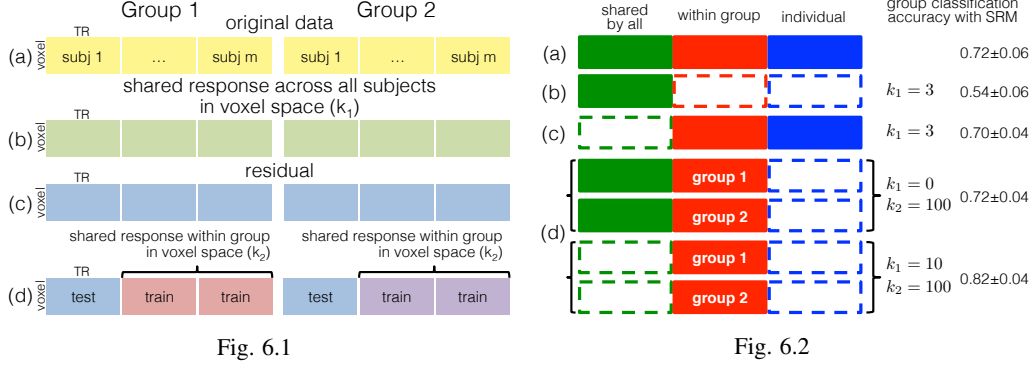 Group 1 Group 2
TR original data
(a) voxel subj 1 ... subj m subj 1 ... subj m
shared response across all subjects
in voxel space (k1)
TR
(b) voxel
residual
TR
(c) voxel
shared response within group shared response within group
in voxel space (k2) in voxel space (k2)
TR
(d) voxel test train train test train train
Fig. 6.1
shared by all within group individual group classification accuracy with SRM
(a) 0.72±0.06
(b) k1 = 3 0.54±0.06
(c) k1 = 3 0.70±0.04
(d)
group 1
group 2
k1 = 0
k2 = 100
0.72±0.04
group 1
group 2
k1 = 10
k2 = 100
0.82±0.04
Fig. 6.2